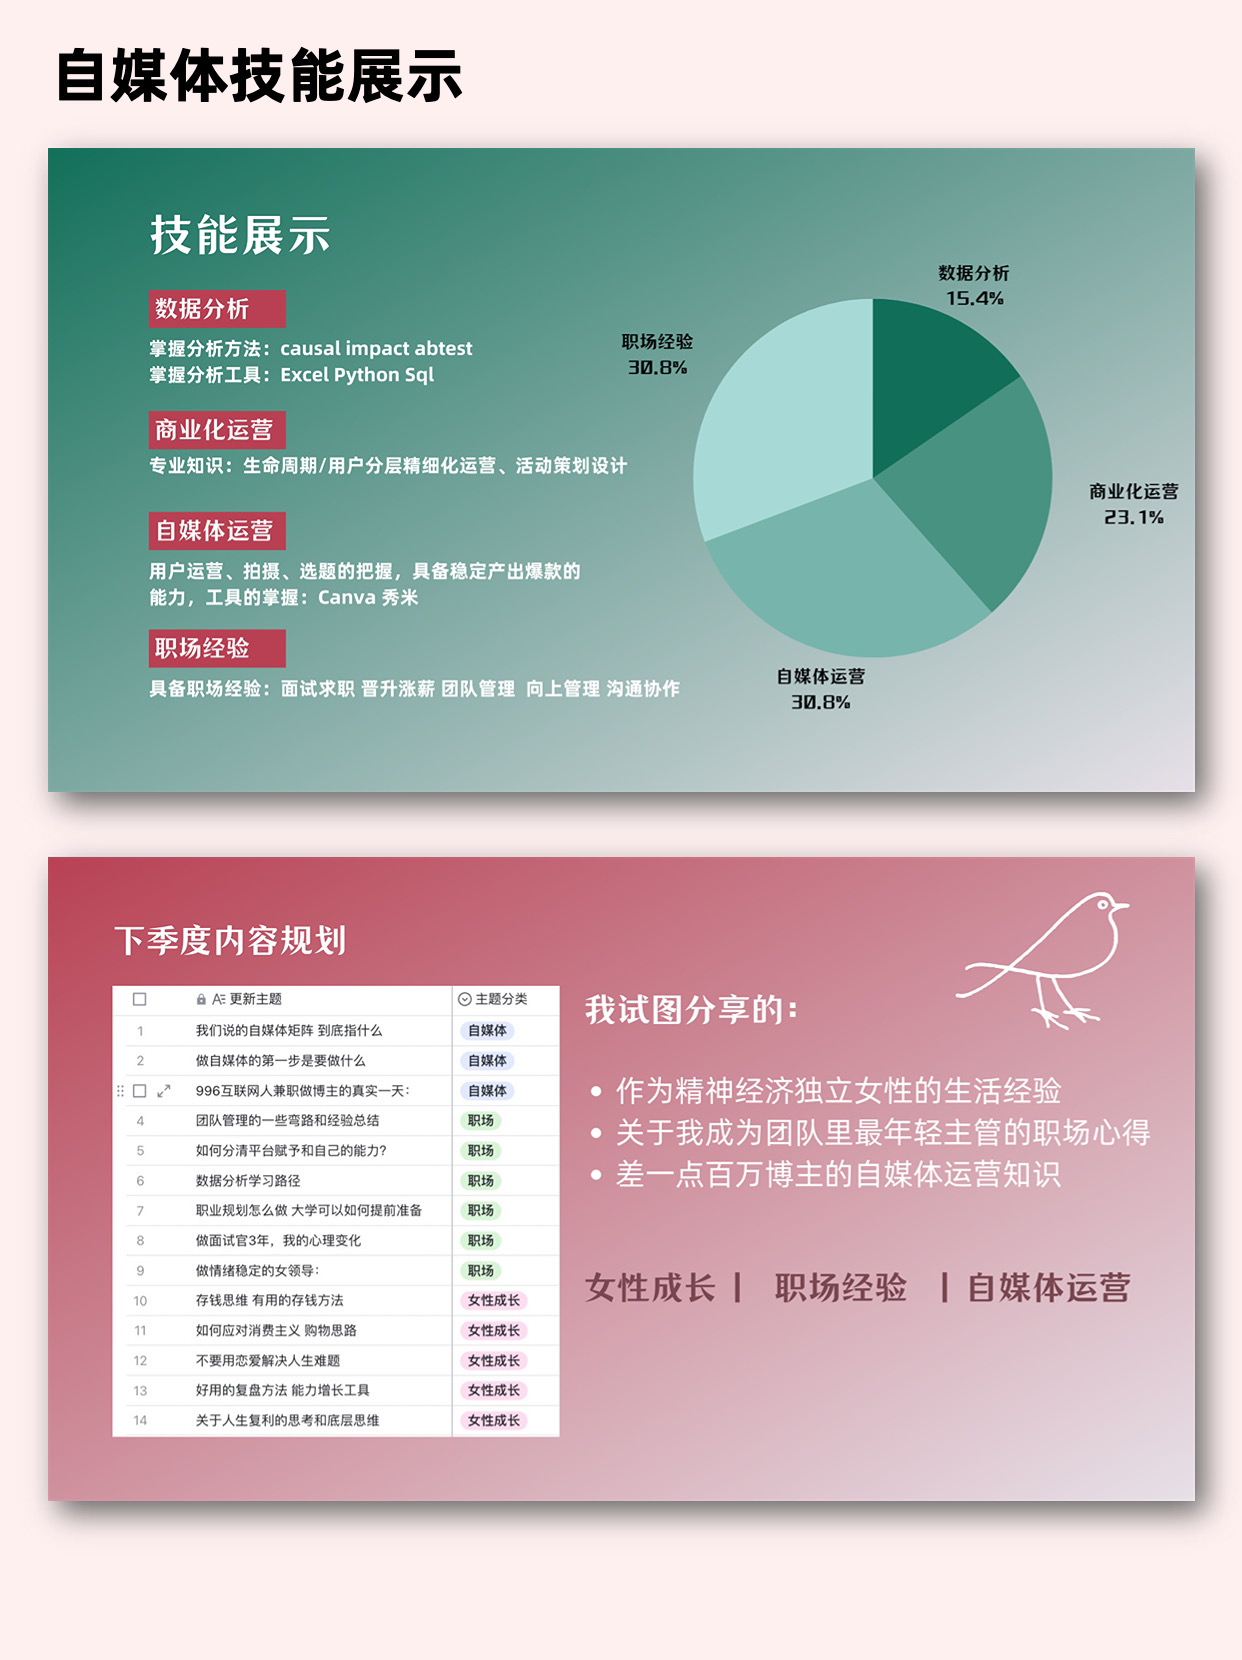 自媒体技能展示
技能展示
数据分析
掌握分析方法：causal impact abtest
掌握分析工具：Excel Python Sql
商业化运营
专业知识：生命周期/用户分层精细化运营、活动策划设计
自媒体运营
用户运营、拍摄、选题的把握，具备稳定产出爆款的
能力，工具的掌握：Canva 秀米
职场经验
具备职场经验：面试求职 晋升涨薪 团队管理 向上管理 沟通协作
数据分析
15.4%
商业化运营
23.1%
自媒体运营
30.8%
职场经验
30.8%
下季度内容规划
更新主题 主题分类
1 我们说的自媒体矩阵 到底指什么 自媒体
2 做自媒体的第一步是要做什么 自媒体
996互联网人兼职做博主的真实一天： 自媒体
4 团队管理的一些弯路和经验总结 职场
5 如何分清平台赋予和自己的能力？ 职场
6 数据分析学习路径 职场
7 职业规划怎么做 大学可以如何提前准备 职场
8 做面试官3年，我的心理变化 职场
9 做情绪稳定的女领导： 职场
10 存钱思维 有用的存钱方法 女性成长
11 如何应对消费主义 购物思路 女性成长
12 不要用恋爱解决人生难题 女性成长
13 好用的复盘方法 能力增长工具 女性成长
14 关于人生复利的思考和底层思维 女性成长
我试图分享的：
• 作为精神经济独立女性的生活经验
• 关于我成为团队里最年轻主管的职场心得
• 差一点百万博主的自媒体运营知识
女性成长 | 职场经验 | 自媒体运营